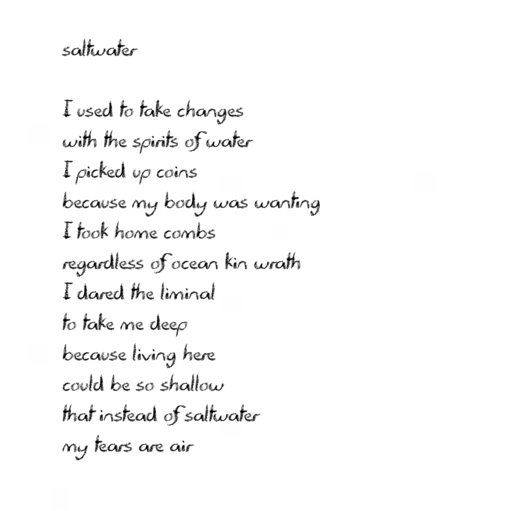 saltwater
I used to take changes
with the spirits of water
I picked up coins
because my body was wanting
I took home combs
regardless of ocean kin wrath
I dared the liminal
to take me deep
because living here
could be so shallow
that instead of saltwater
my tears are air